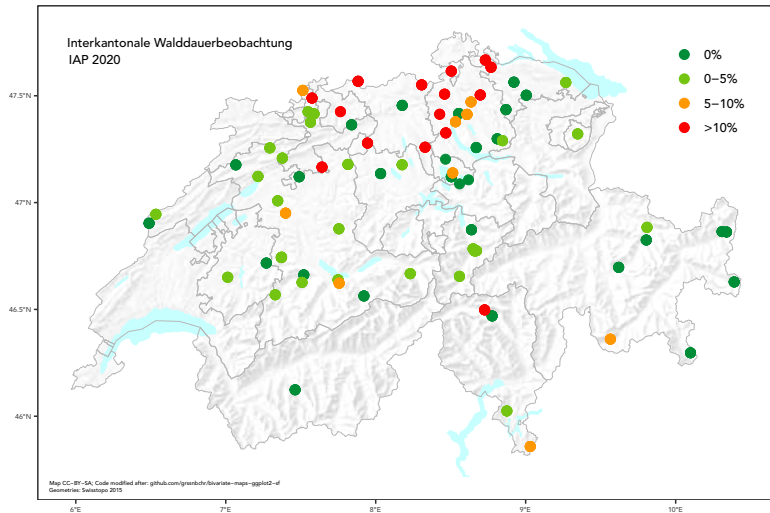 Interkantonale Walddauerbeobachtung
IAP 2020
0%
0–5%
5–10%
>10%
47.5°N
47°N
46.5°N
46°N
Map CC–BY–SA; Code modified after: github.com/grssnbchr/bivariate–maps–ggplot2–sf
Geometries: Swisstopo 2015
6°E
7°E
8°E
9°E
10°E